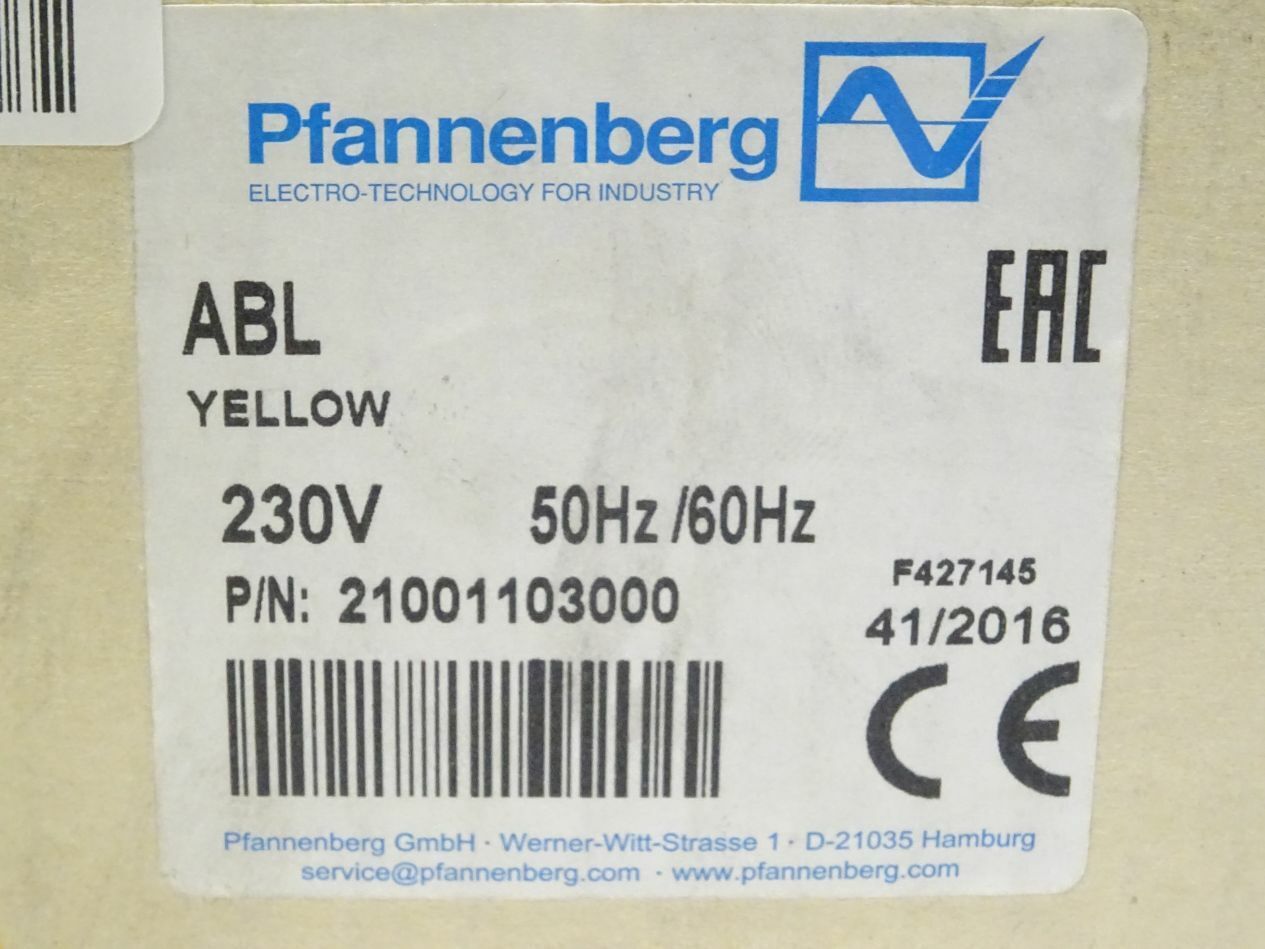 Pfannenberg
ELECTRO-TECHNOLOGY FOR INDUSTRY
EAC
ABL
YELLOW
230V 50Hz /60Hz
P/N: 21001103000
F427145
41/2016
CE
Pfannenberg GmbH · Werner-Witt-Strasse 1 · D-21035 Hamburg
service@pfannenberg.com · www.pfannenberg.com